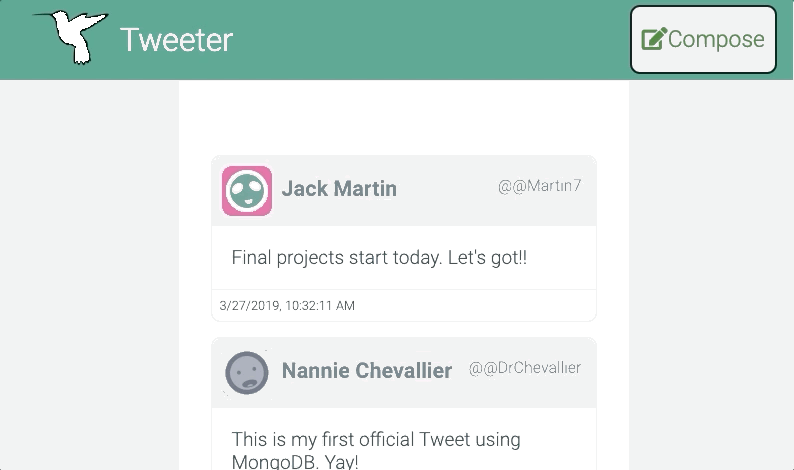 Tweeter
Compose
Jack Martin
@@Martin7
Final projects start today. Let's got!!
3/27/2019, 10:32:11 AM
Nannie Chevallier
@@DrChevallier
This is my first official Tweet using
MongoDB. Yay!